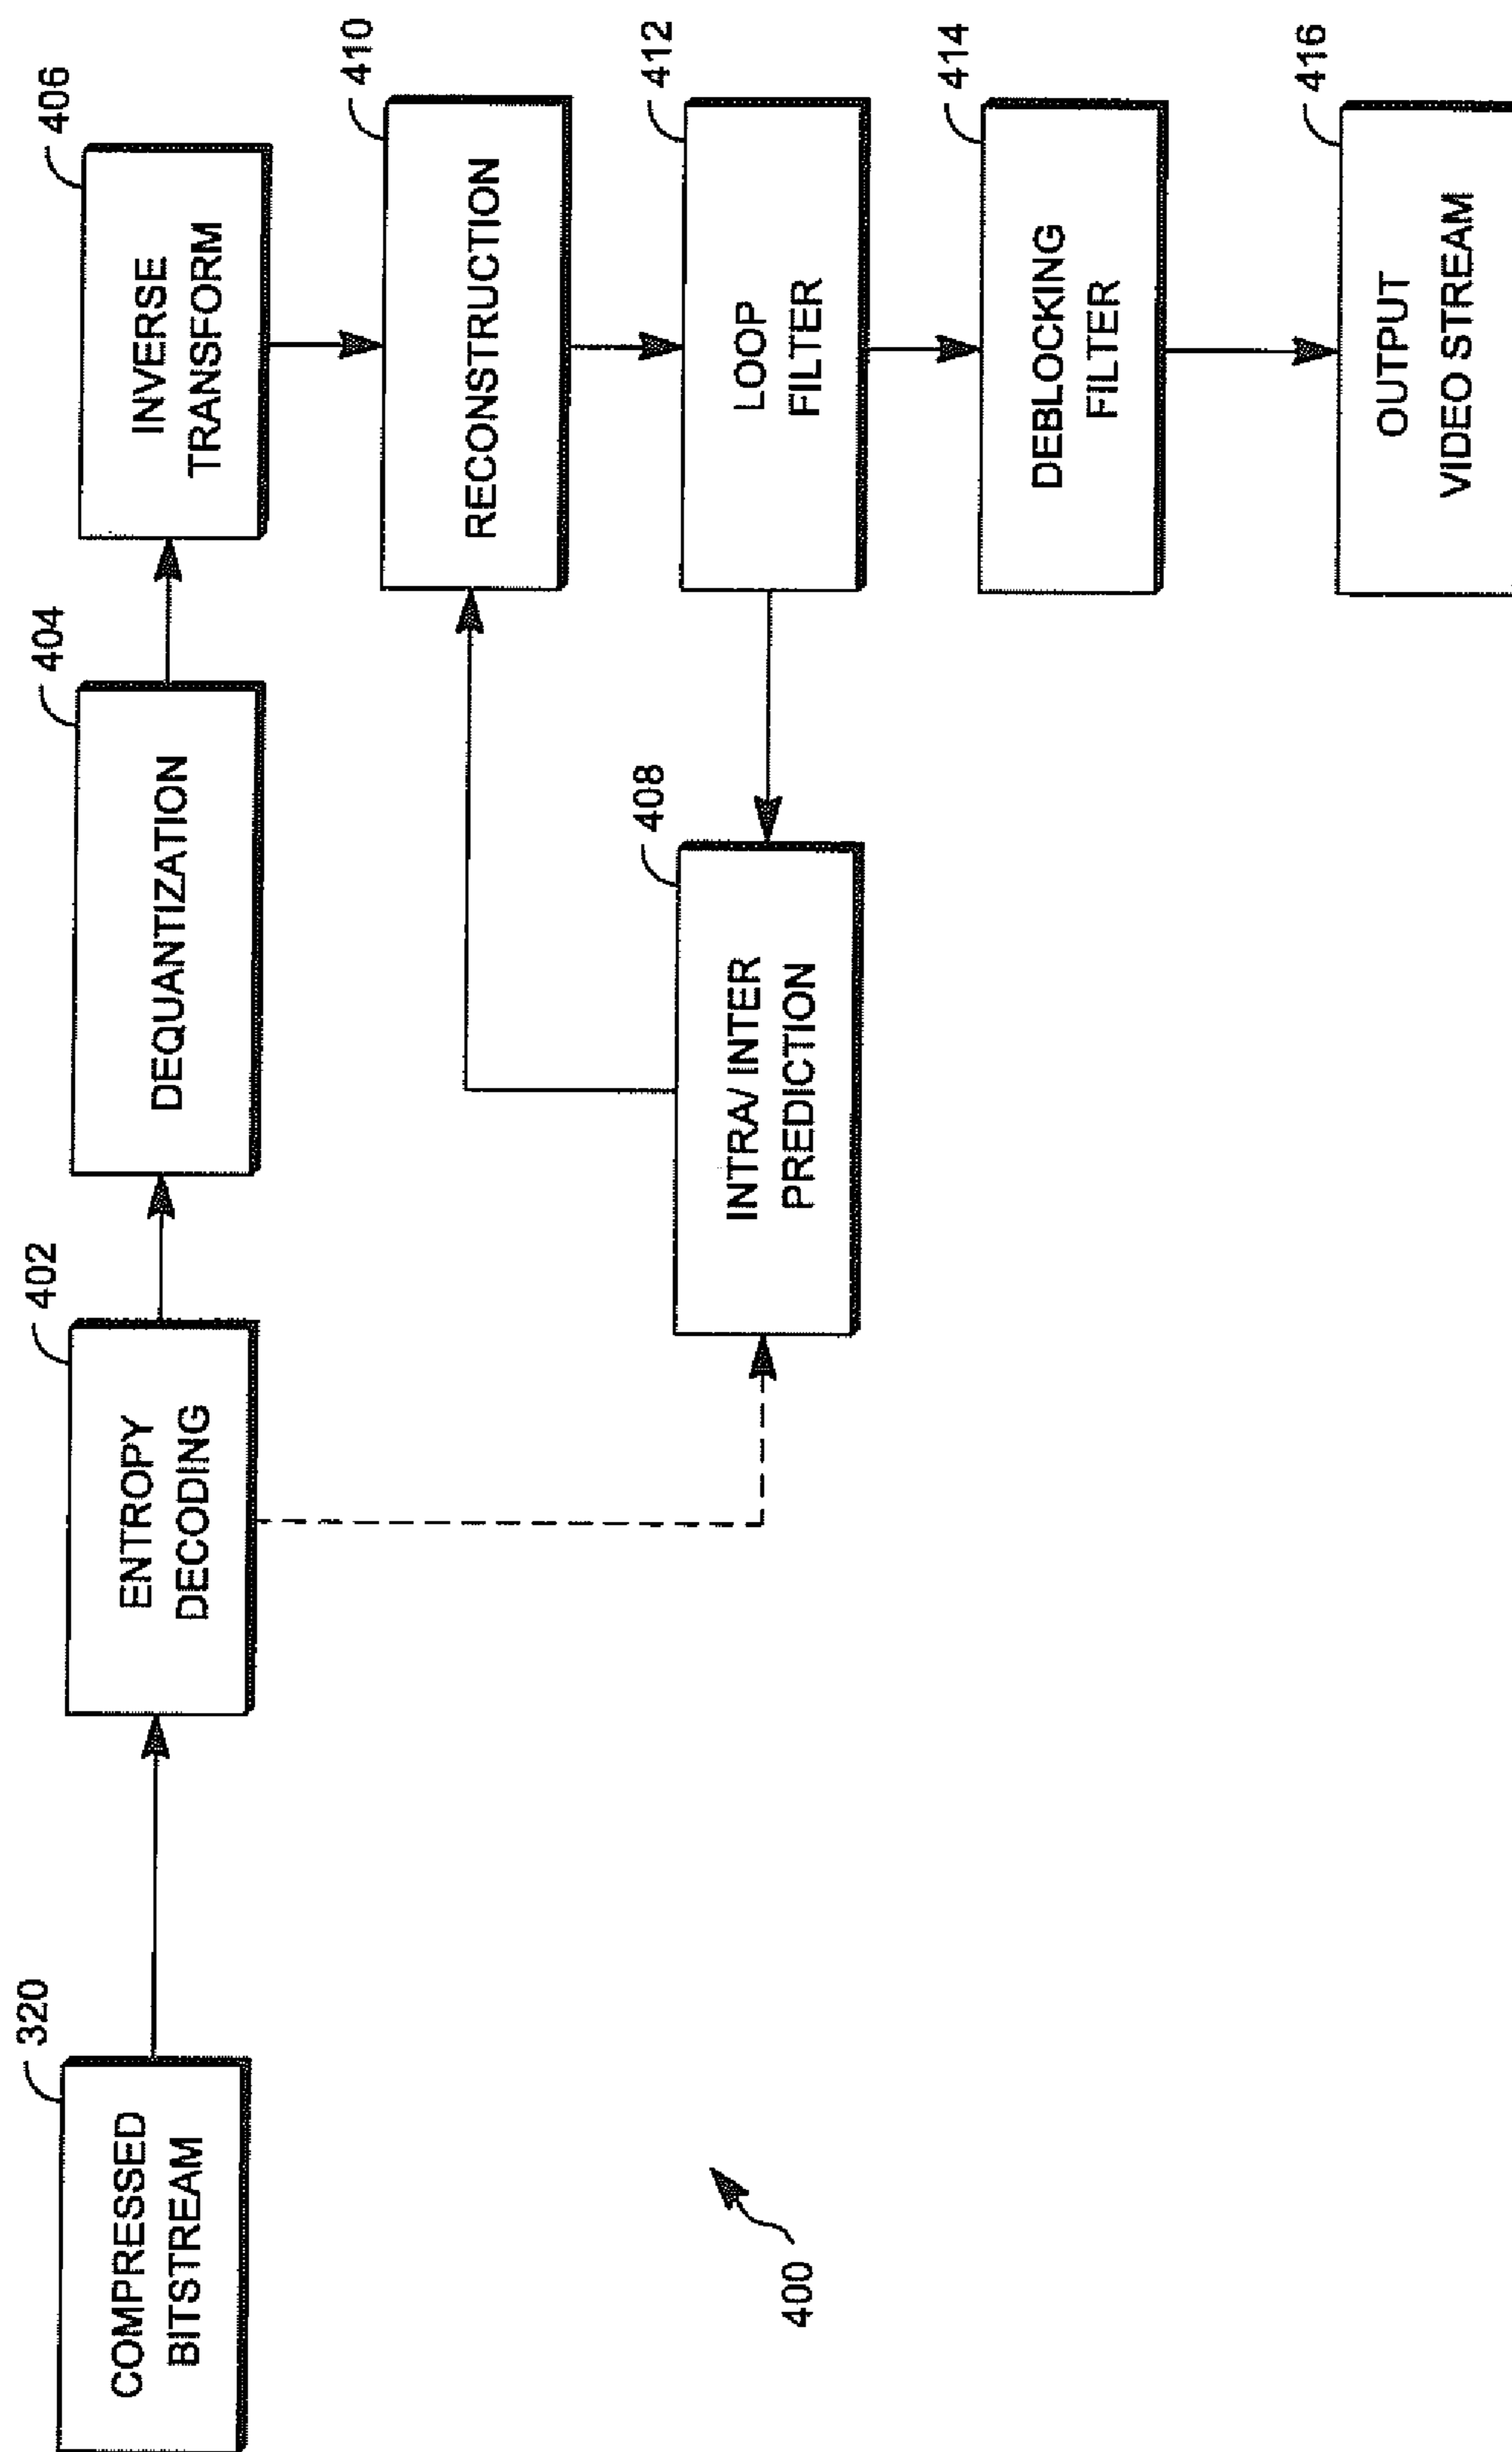 320
COMPRESSED
BITSTREAM
402
ENTROPY
DECODING
404
DEQUANTIZATION
406
INVERSE
TRANSFORM
408
INTRA/ INTER
PREDICTION
410
RECONSTRUCTION
412
LOOP
FILTER
414
DEBLOCKING
FILTER
416
OUTPUT
VIDEO STREAM
400